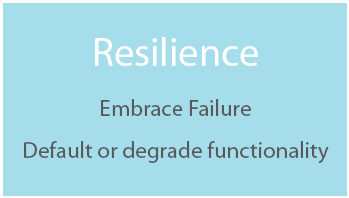 Resilience
Embrace Failure
Default or degrade functionality